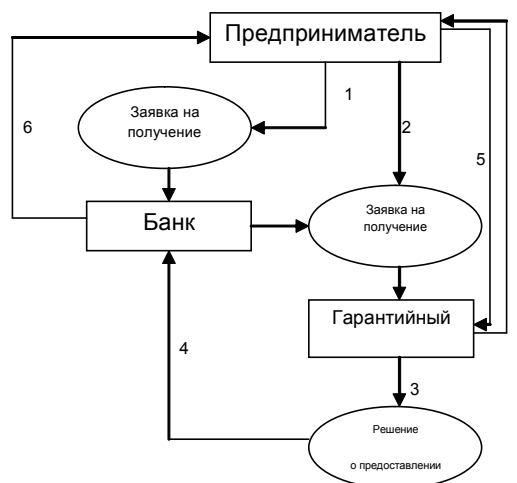 Предприниматель
1
Заявка на
получение
6
2
5
Заявка на
получение
Банк
Гарантийный
4
3
Решение
о предоставлении